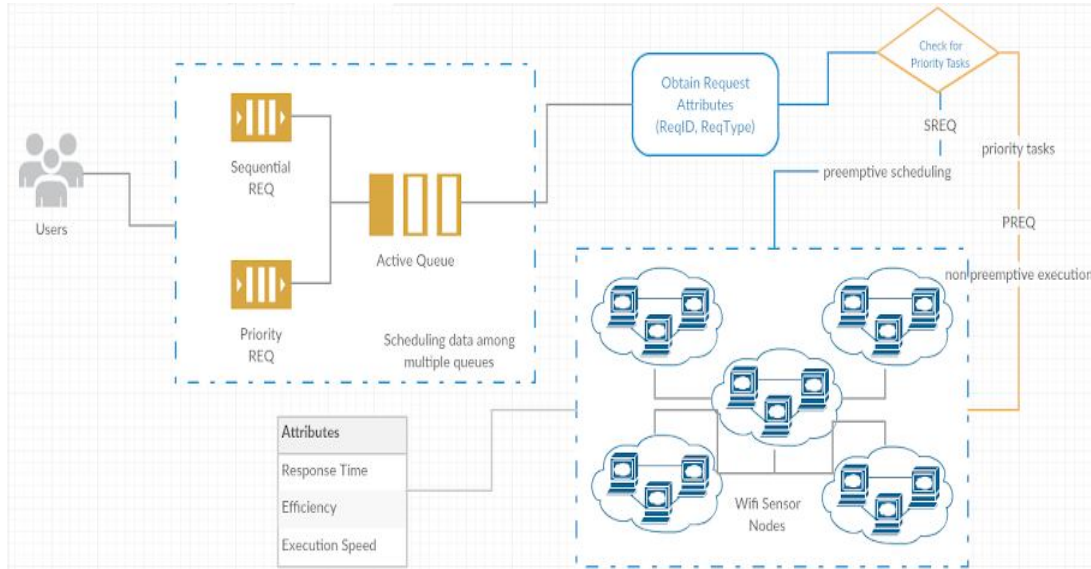 Users
Sequential
REQ
Priority
REQ
Active Queue
Scheduling data among
multiple queues
Obtain Request
Attributes
(ReqID, ReqType)
Check for
Priority Tasks
SREQ
preemptive scheduling
priority tasks
PREQ
non preemptive execution
Wifi Sensor
Nodes
Attributes
Response Time
Efficiency
Execution Speed